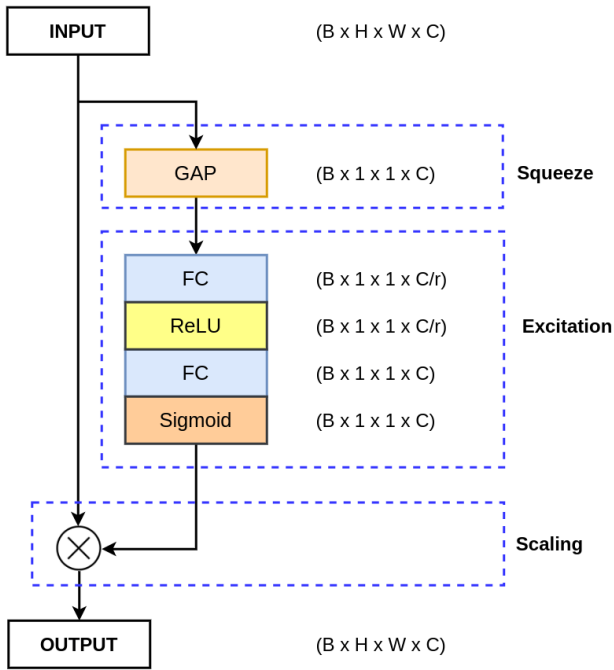 INPUT (B x H x W x C)
GAP (B x 1 x 1 x C) Squeeze
FC (B x 1 x 1 x C/r)
ReLU (B x 1 x 1 x C/r) Excitation
FC (B x 1 x 1 x C)
Sigmoid (B x 1 x 1 x C)
Scaling
OUTPUT (B x H x W x C)